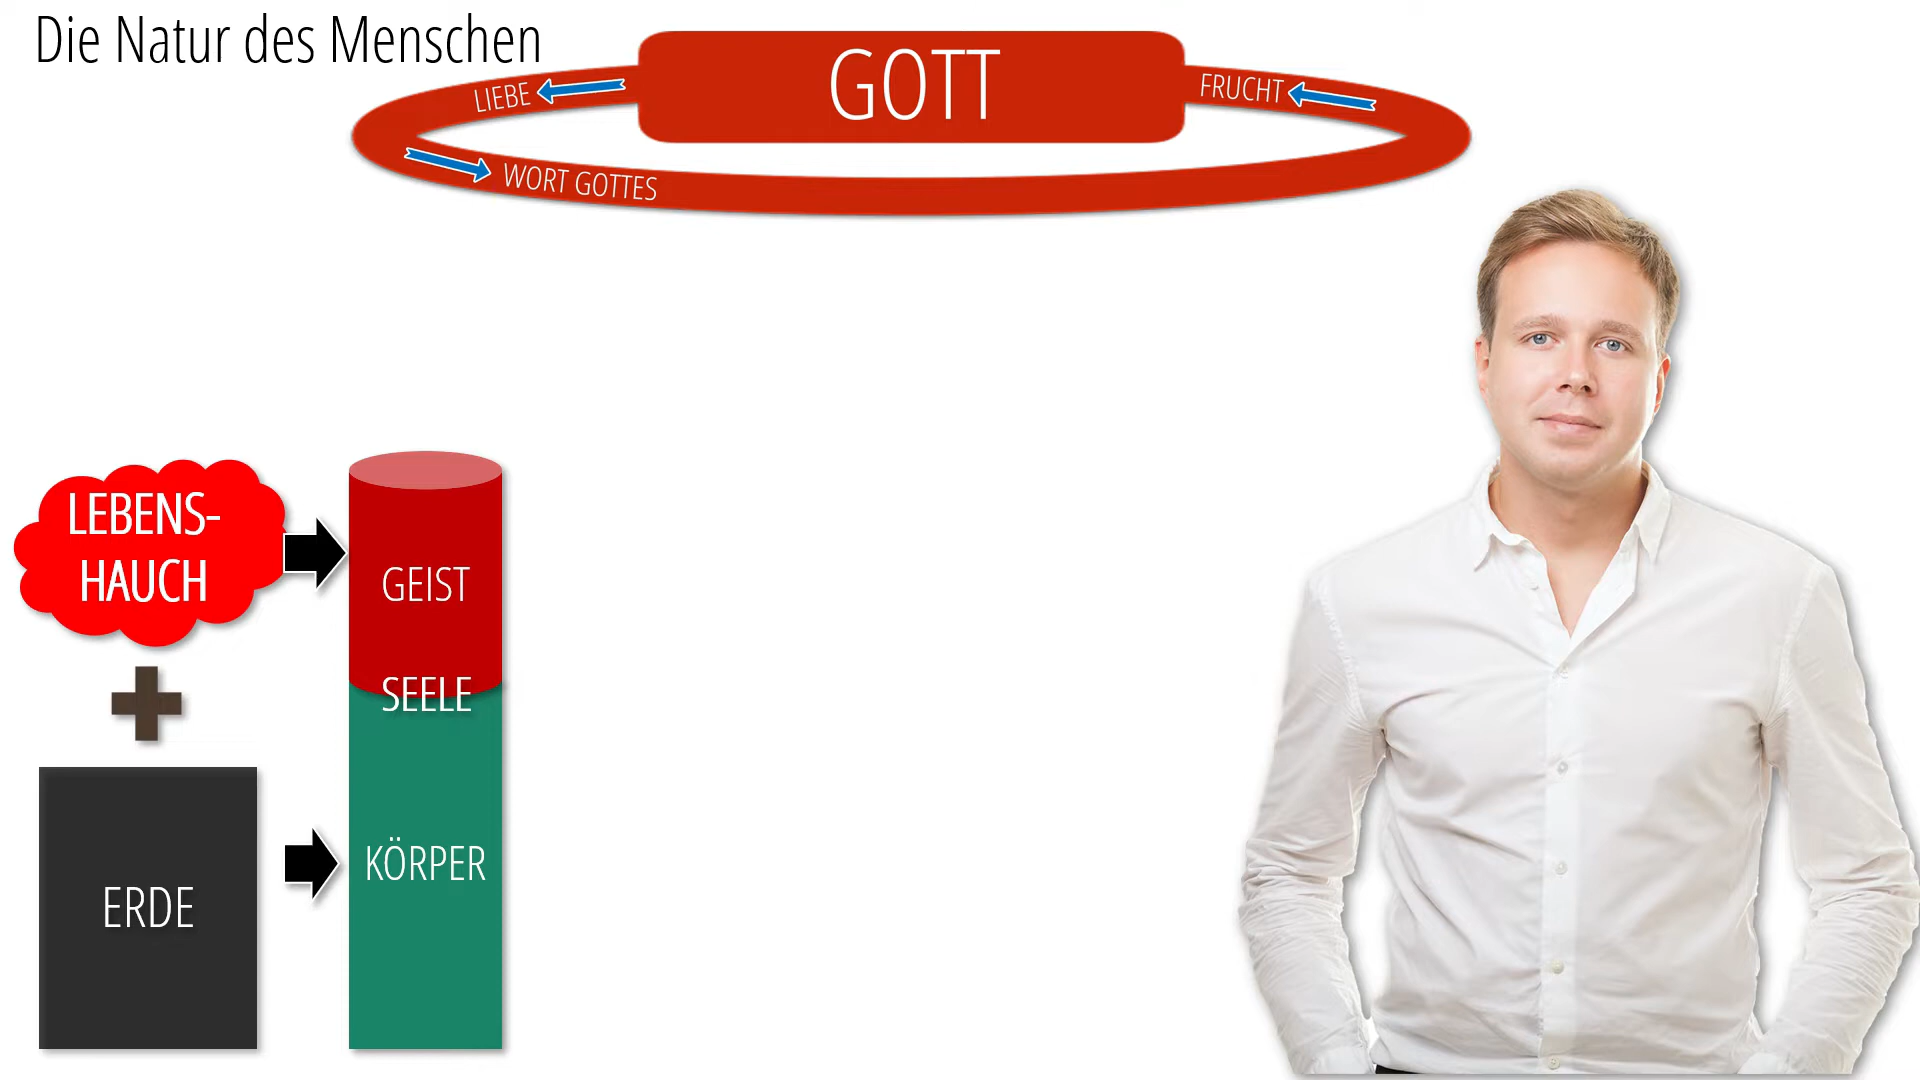 Die Natur des Menschen
GOTT
LIEBE
FRUCHT
WORT GOTTES
LEBENS-
HAUCH
GEIST
SEELE
KÖRPER
ERDE